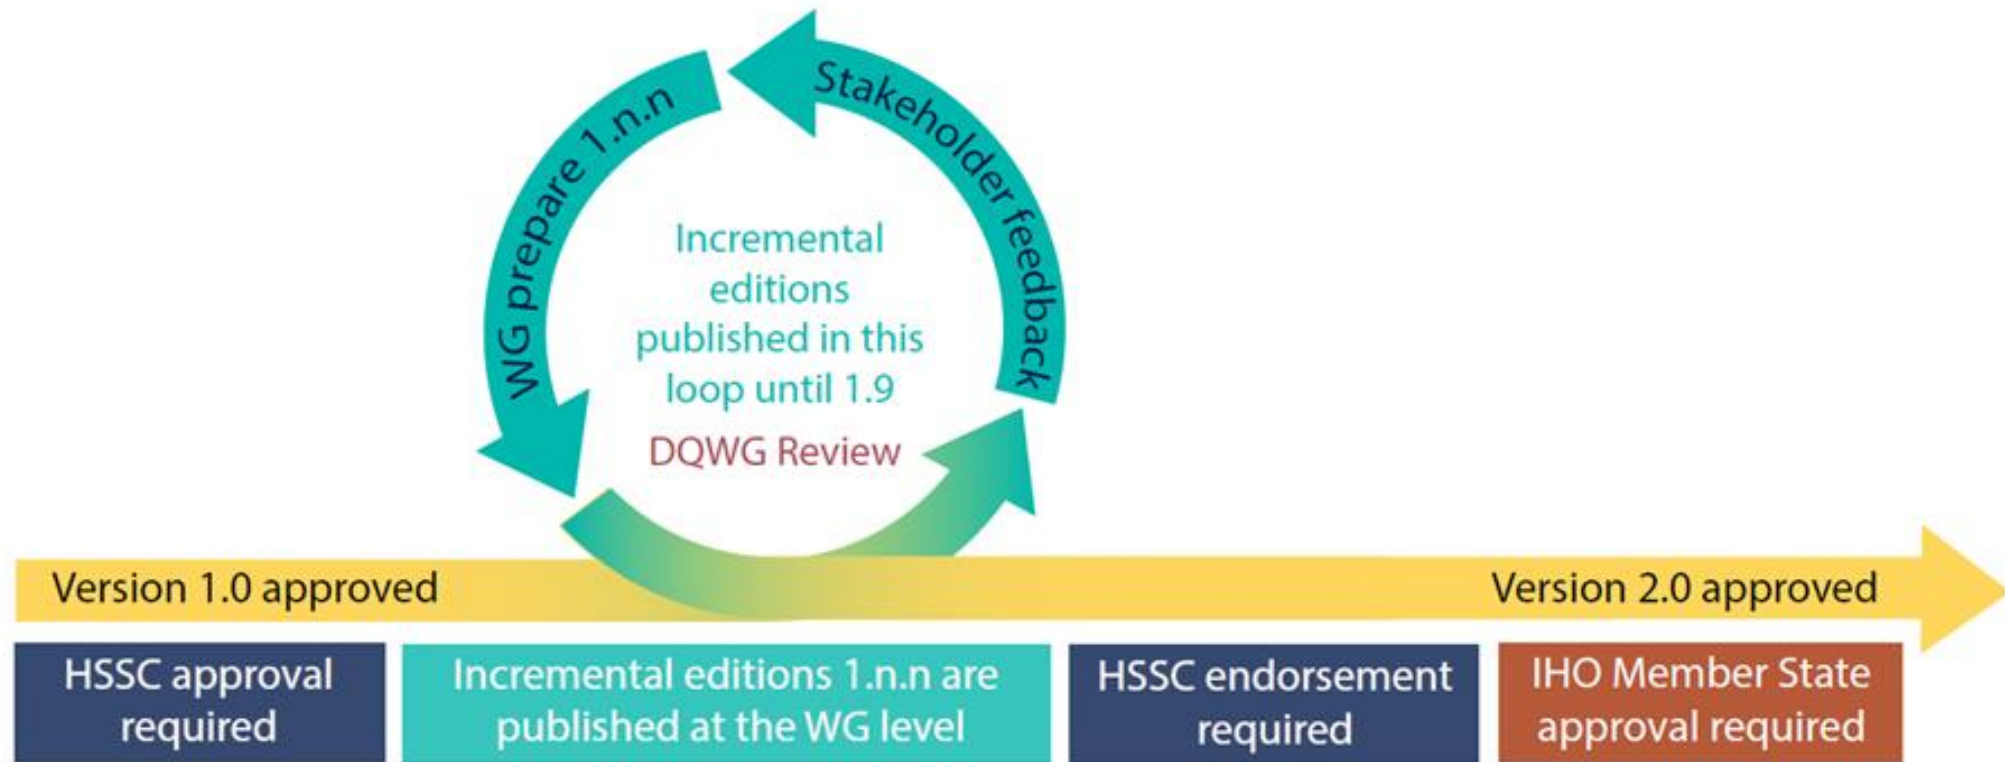 WG prepare 1.n.n
Stakeholder feedback
Incremental
editions
published in this
loop until 1.9
DQWG Review
Version 1.0 approved
Version 2.0 approved
HSSC approval
required
Incremental editions 1.n.n are
published at the WG level
HSSC endorsement
required
IHO Member State
approval required